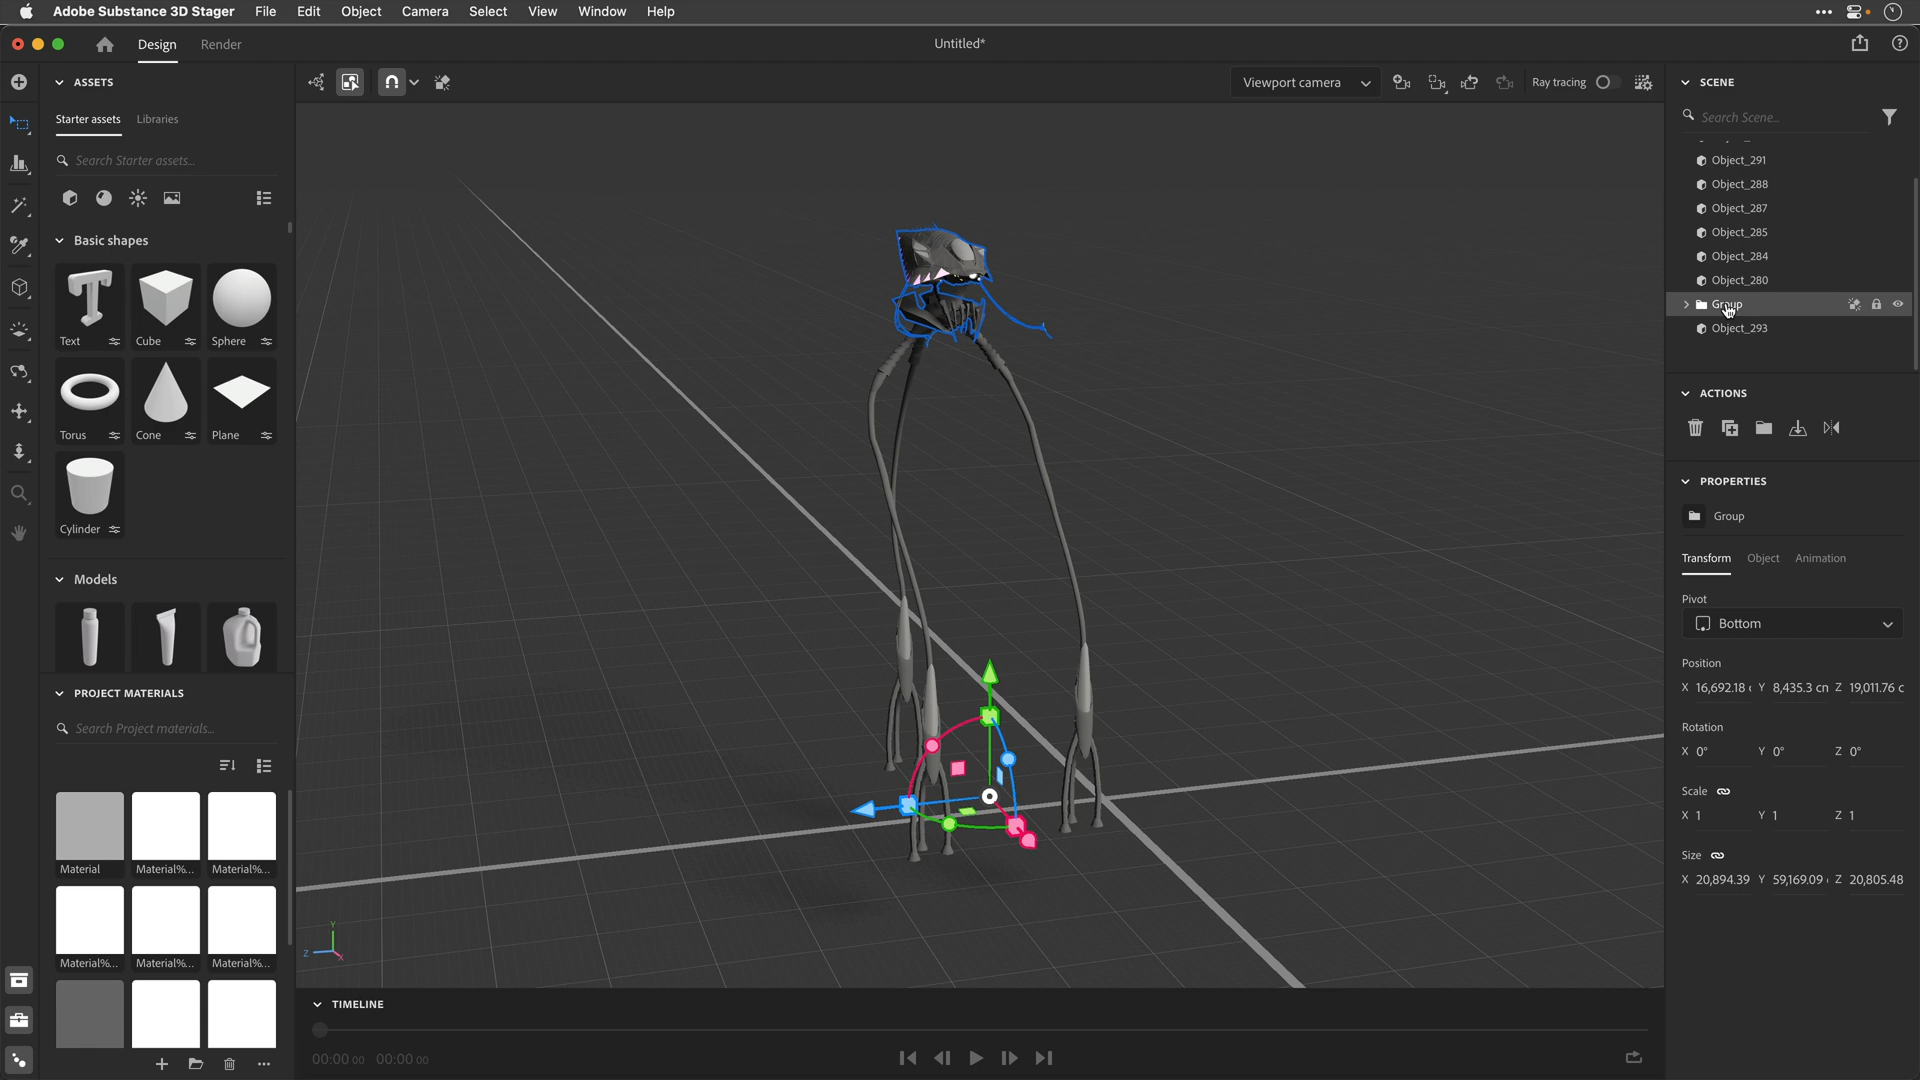 Adobe Substance 3D Stager File Edit Object Camera Select View Window Help
Design Render Untitled*
ASSETS
Starter assets Libraries
Search Starter assets...
Basic shapes
Text Cube Sphere
Torus Cone Plane
Cylinder
Models
PROJECT MATERIALS
Search Project materials...
Material Material%... Material%...
Material%... Material%... Material%...
Viewport camera Ray tracing
Y
Z X
TIMELINE
00:00 00 00:00 00
SCENE
Search Scene...
Object_291
Object_288
Object_287
Object_285
Object_284
Object_280
Group
Object_293
ACTIONS
PROPERTIES
Group
Transform Object Animation
Pivot
Bottom
Position
X 16,692.18 Y 8,435.3 cm Z 19,011.76 c
Rotation
X 0° Y 0° Z 0°
Scale
X 1 Y 1 Z 1
Size
X 20,894.39 Y 59,169.09 Z 20,805.48